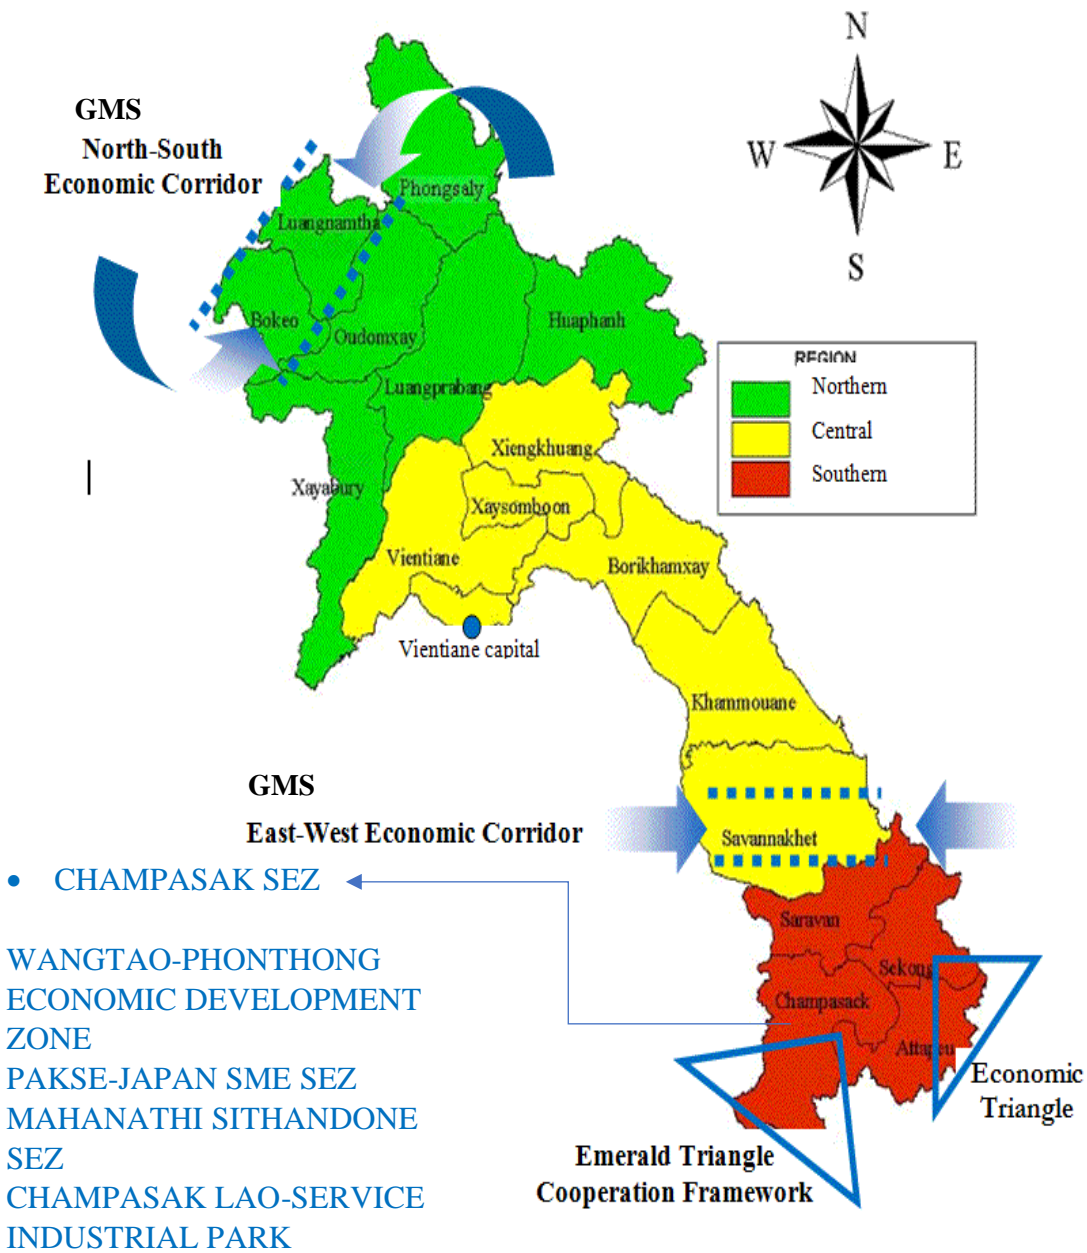 N
W
E
S
GMS
North-South
Economic Corridor
Phongsaly
Luangnamtha
Bokeo
Oudomxay
Huaphanh
Luangprabang
Xayabury
REGION
Northern
Central
Southern
Xiengkhuang
Xaysomboon
Vientiane
Borikhamxay
Vientiane capital
Khammouane
GMS
East-West Economic Corridor
Savannakhet
Saravan
Sekong
Champasack
Attapeu
• CHAMPASAK SEZ
WANGTAO-PHONTHONG
ECONOMIC DEVELOPMENT
ZONE
PAKSE-JAPAN SME SEZ
MAHANATHI SITHANDONE
SEZ
CHAMPASAK LAO-SERVICE
INDUSTRIAL PARK
Economic
Triangle
Emerald Triangle
Cooperation Framework